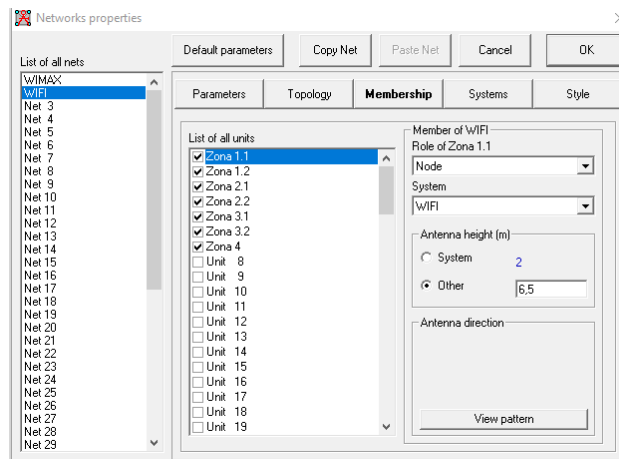 Networks properties
List of all nets
WIMAX
WIFI
Net 3
Net 4
Net 5
Net 6
Net 7
Net 8
Net 9
Net 10
Net 11
Net 12
Net 13
Net 14
Net 15
Net 16
Net 17
Net 18
Net 19
Net 20
Net 21
Net 22
Net 23
Net 24
Net 25
Net 26
Net 27
Net 28
Net 29
Default parameters
Copy Net
Paste Net
Cancel
OK
Parameters
Topology
Membership
Systems
Style
List of all units
Zona 1.1
Zona 1.2
Zona 2.1
Zona 2.2
Zona 3.1
Zona 3.2
Zona 4
Unit 8
Unit 9
Unit 10
Unit 11
Unit 12
Unit 13
Unit 14
Unit 15
Unit 16
Unit 17
Unit 18
Unit 19
Member of WIFI
Role of Zona 1.1
Node
System
WIFI
Antenna height (m)
System 2
Other 6,5
Antenna direction
View pattern